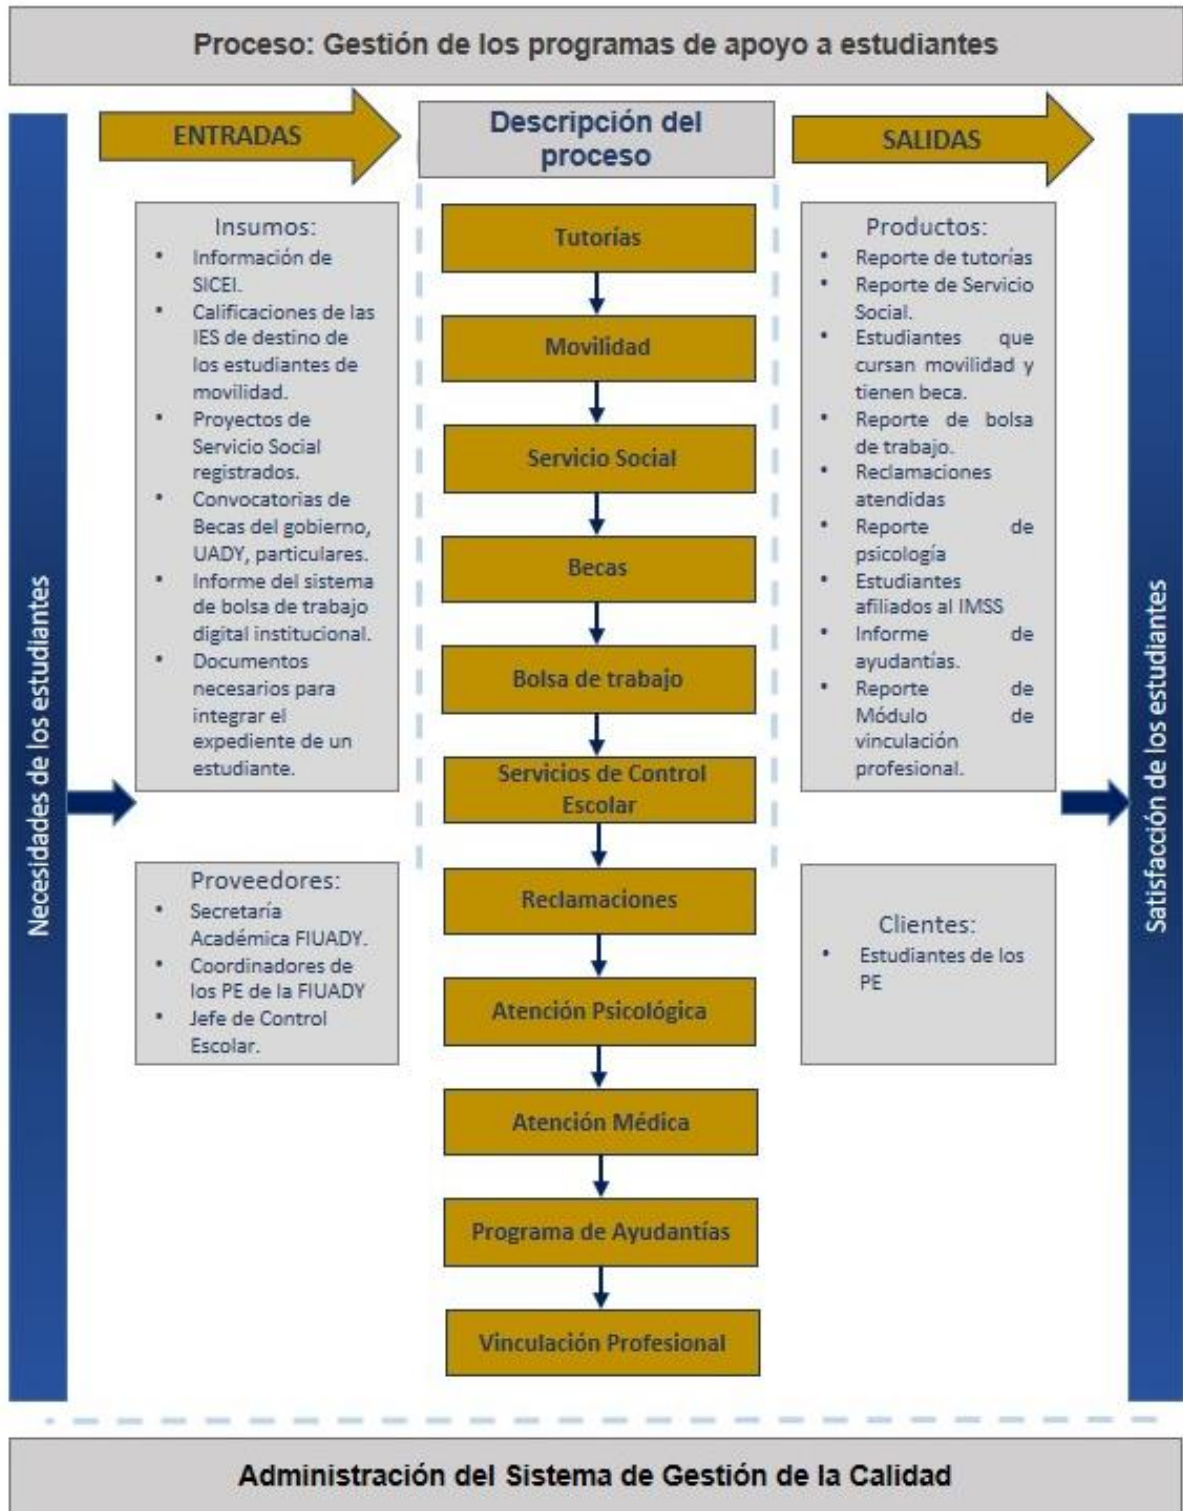 Proceso: Gestión de los programas de apoyo a estudiantes
Necesidades de los estudiantes
ENTRADAS
Insumos:
• Información de
SICEI.
• Calificaciones de las
IES de destino de
los estudiantes de
movilidad.
• Proyectos de
Servicio Social
registrados.
• Convocatorias de
Becas del gobierno,
UADY, particulares.
• Informe del sistema
de bolsa de trabajo
digital institucional.
• Documentos
necesarios para
integrar el
expediente de un
estudiante.
Proveedores:
• Secretaría
Académica FIUADY.
• Coordinadores de
los PE de la FIUADY
• Jefe de Control
Escolar.
Descripción del
proceso
Tutorías
Movilidad
Servicio Social
Becas
Bolsa de trabajo
Servicios de Control
Escolar
Reclamaciones
Atención Psicológica
Atención Médica
Programa de Ayudantías
Vinculación Profesional
SALIDAS
Productos:
• Reporte de tutorías
• Reporte de Servicio
Social.
• Estudiantes que
cursan movilidad y
tienen beca.
• Reporte de bolsa
de trabajo.
• Reclamaciones
atendidas
• Reporte de
psicología
• Estudiantes
afiliados al IMSS
• Informe de
ayudantías.
• Reporte de
Módulo de
vinculación
profesional.
Clientes:
• Estudiantes de los
PE
Satisfacción de los estudiantes
Administración del Sistema de Gestión de la Calidad